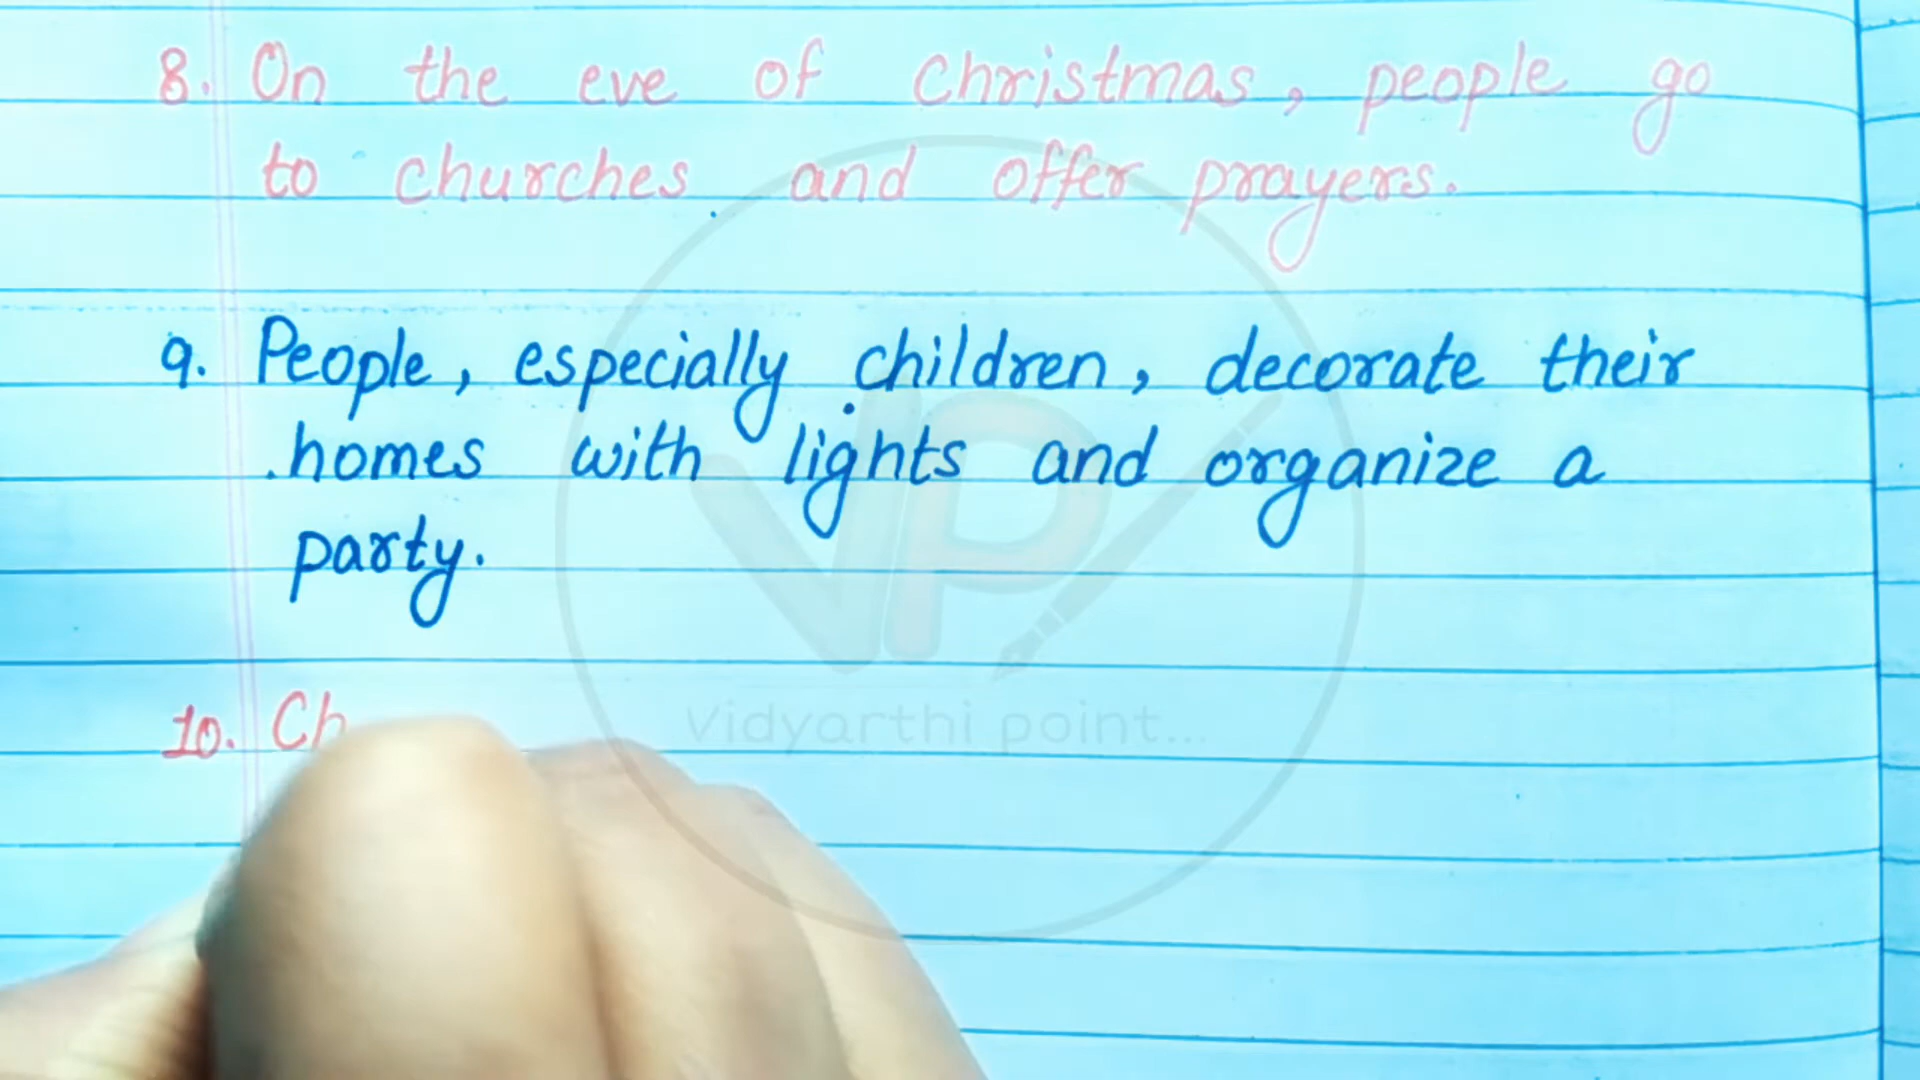 8. On the eve of Christmas, people go
to churches and offer prayers.
9. People, especially children, decorate their
homes with lights and organize a
party.
VP
Vidyarthi point...
10. Ch